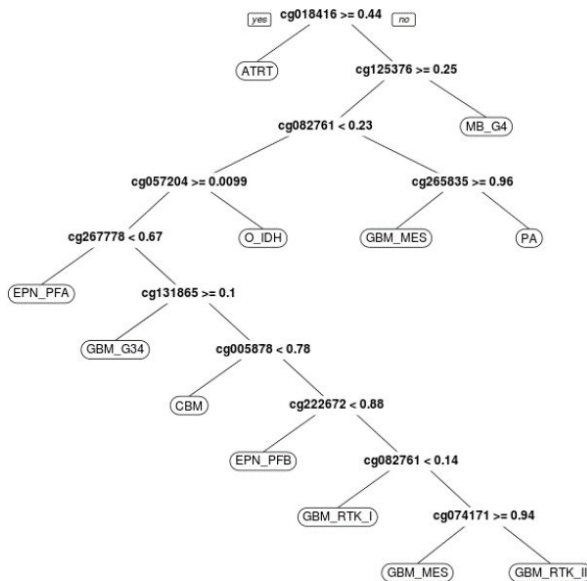 yes
cg018416 >= 0.44
no
ATRT
cg125376 >= 0.25
cg082761 < 0.23
MB_G4
cg057204 >= 0.0099
cg265835 >= 0.96
cg267778 < 0.67
O_IDH
GBM_MES
PA
EPN_PFA
cg131865 >= 0.1
GBM_G34
cg005878 < 0.78
CBM
cg222672 < 0.88
EPN_PFB
cg082761 < 0.14
GBM_RTK_I
cg074171 >= 0.94
GBM_MES
GBM_RTK_II